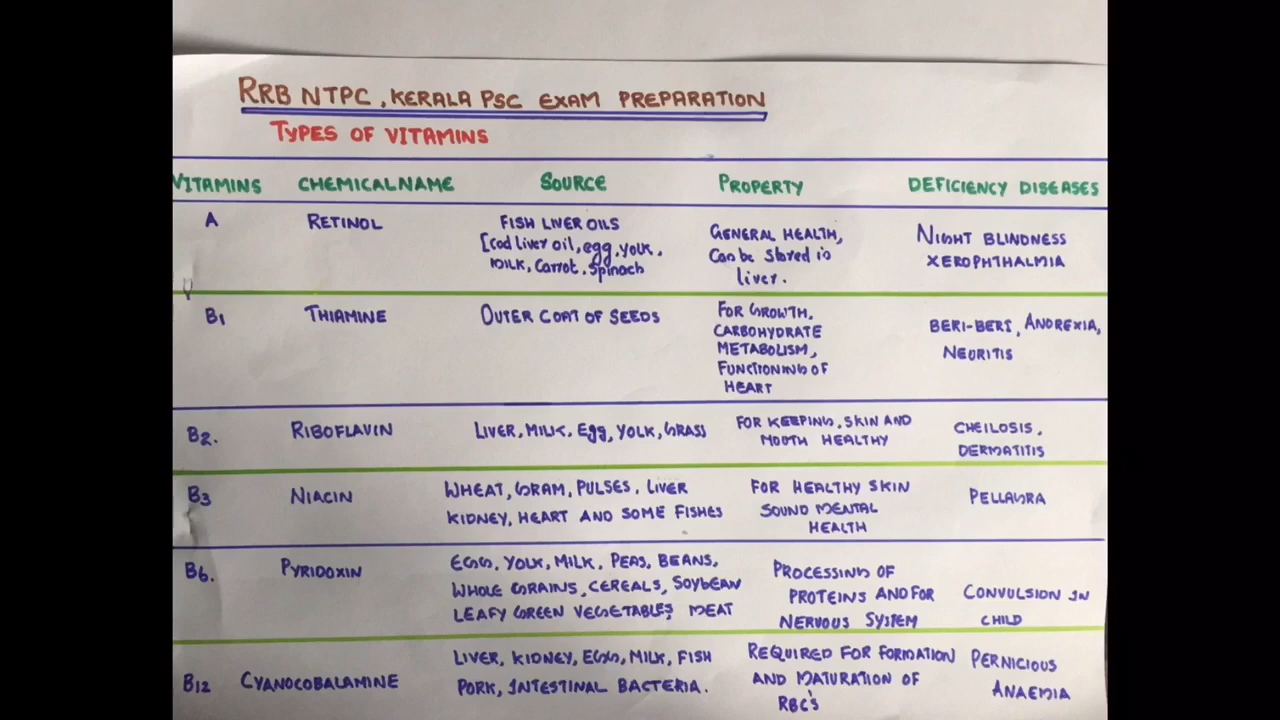 RRB NTPC, KERALA PSC EXAM PREPARATION
TYPES OF VITAMINS
VITAMINS CHEMICAL NAME SOURCE PROPERTY DEFICIENCY DISEASES
A RETINOL FISH LIVER OILS
[cod liver oil, egg, yolk,
MILK, Carrot, Spinach
GENERAL HEALTH,
Can be stored in
liver.
NIGHT BLINDNESS
XEROPHTHALMIA
B1 THIAMINE OUTER COAT OF SEEDS
FOR GROWTH,
CARBOHYDRATE
METABOLISM,
FUNCTIONING OF
HEART
BERI-BERI, ANOREXIA,
NEURITIS
B2. RIBOFLAVIN LIVER, MILK, Egg, YOLK, GRASS
FOR KEEPING, SKIN AND
MOUTH HEALTHY
CHEILOSIS,
DERMATITIS
B3 NIACIN WHEAT, GRAM, PULSES, LIVER
KIDNEY, HEART AND SOME FISHES
FOR HEALTHY SKIN
SOUND MENTAL
HEALTH
PELLAGRA
B6. PYRIDOXIN EGG, YOLK, MILK, PEAS, BEANS,
WHOLE GRAINS, CEREALS, SOYBEAN
LEAFY GREEN VEGETABLES MEAT
PROCESSING OF
PROTEINS AND FOR
NERVOUS SYSTEM
CONVULSION IN
CHILD
B12 CYANOCOBALAMINE LIVER, KIDNEY, EGG, MILK, FISH
PORK, INTESTINAL BACTERIA.
REQUIRED FOR FORMATION
AND MATURATION OF
RBC'S
PERNICIOUS
ANAEMIA